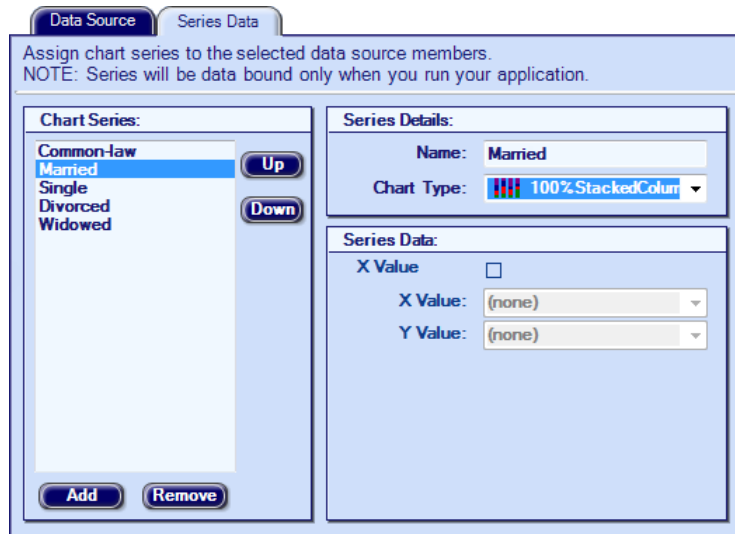 Data Source Series Data
Assign chart series to the selected data source members.
NOTE: Series will be data bound only when you run your application.
Chart Series:
Common-law
Married
Single
Divorced
Widowed
Up
Down
Add Remove
Series Details:
Name: Married
Chart Type: 100%StackedColum
Series Data:
X Value
X Value: (none)
Y Value: (none)